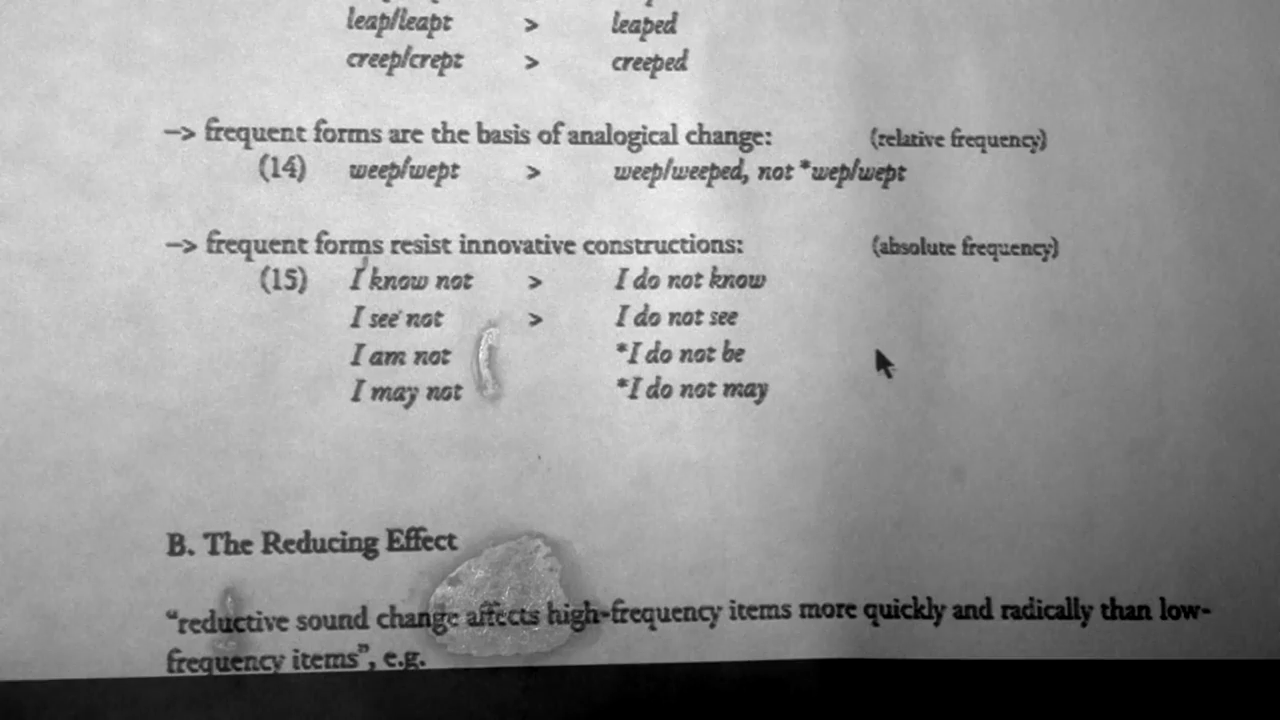 leap/leapt > leaped
creep/crept > creeped
–> frequent forms are the basis of analogical change: (relative frequency)
(14) weep/wept > weep/weeped, not *wep/wept
–> frequent forms resist innovative constructions: (absolute frequency)
(15) I know not > I do not know
I see not > I do not see
I am not *I do not be
I may not *I do not may
B. The Reducing Effect
“reductive sound change affects high-frequency items more quickly and radically than low-
frequency items”, e.g.